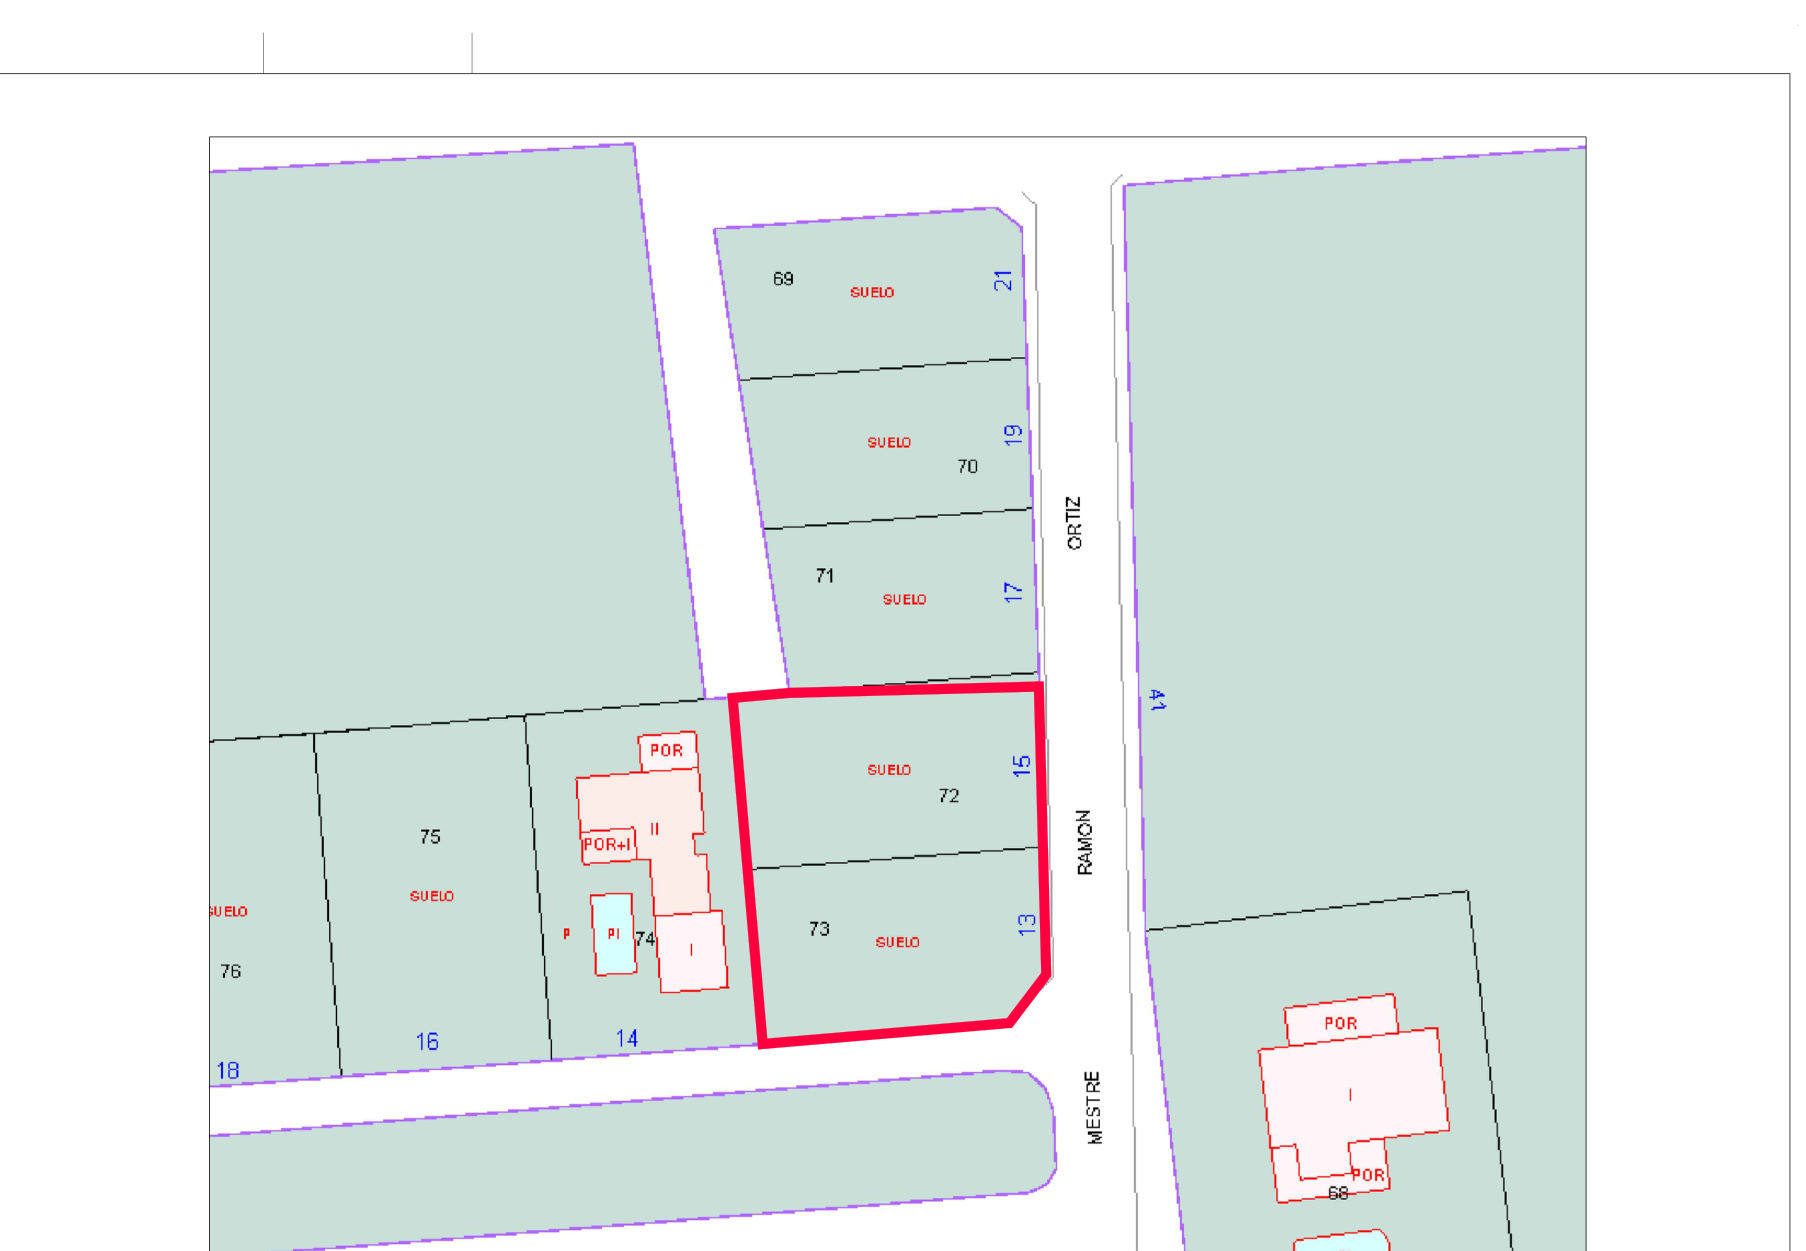 69
SUELO
21
SUELO
19
70
ORTIZ
71
SUELO
17
41
POR
SUELO
15
72
II
POR+I
75
RAMON
SUELO
SUELO
73
13
SUELO
P
PI
74
I
76
16
14
18
POR
MESTRE
I
POR
68